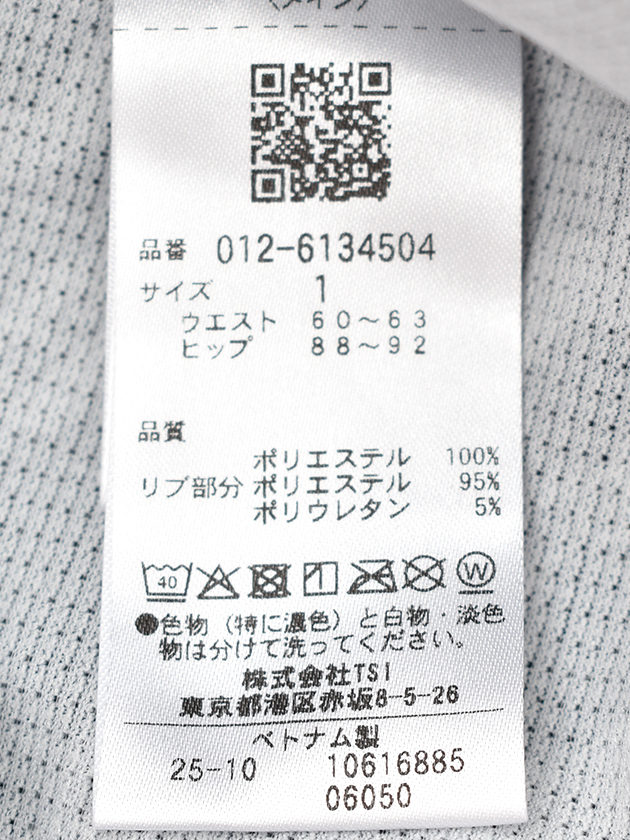 (メイン)
品番 012-6134504
サイズ 1
ウエスト 60〜63
ヒップ 88〜92
品質
ポリエステル 100%
リブ部分 ポリエステル 95%
ポリウレタン 5%
40 W
●色物（特に濃色）と白物・淡色
物は分けて洗ってください。
株式会社TSI
東京都港区赤坂8-5-26
ベトナム製
25-10 10616885
06050